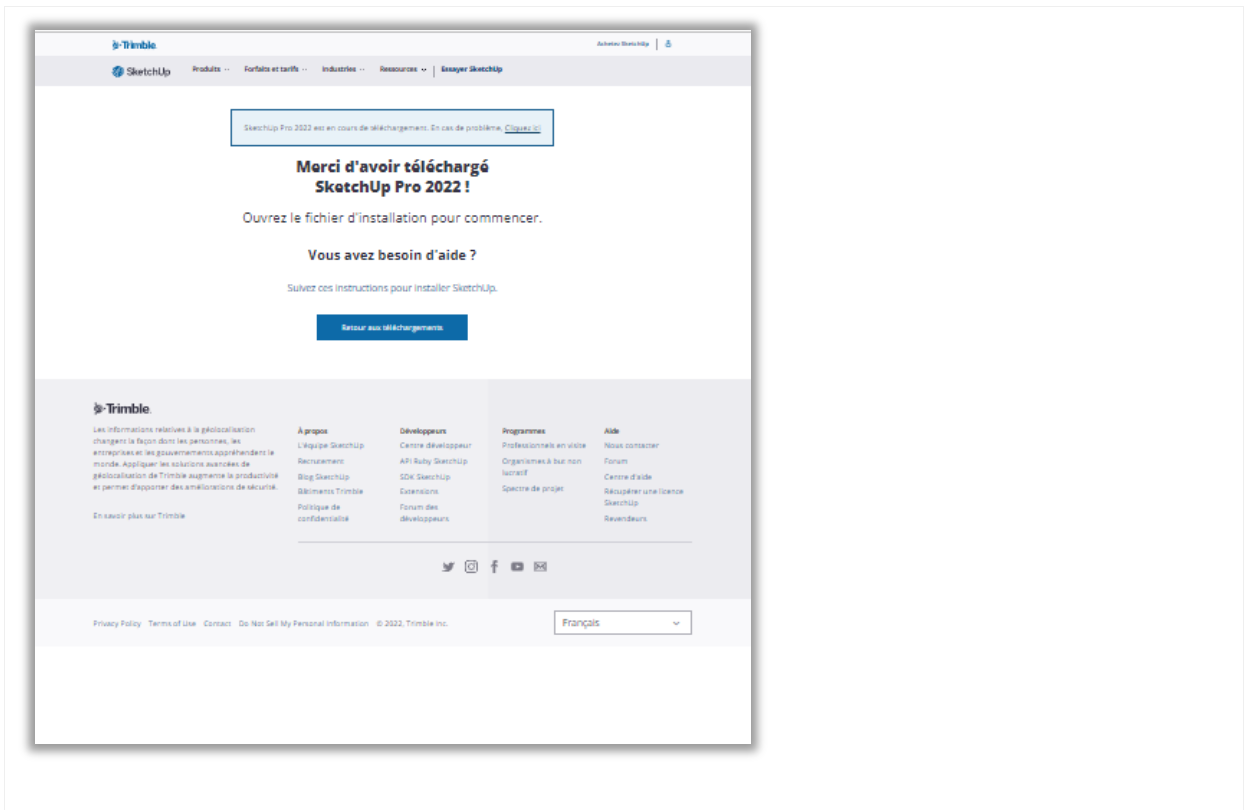 Trimble.
Achetez SketchUp
SketchUp Produits Forfaits et tarifs Industries Ressources Essayer SketchUp
SketchUp Pro 2022 est en cours de téléchargement. En cas de problème, Cliquez ici
Merci d'avoir téléchargé
SketchUp Pro 2022 !
Ouvrez le fichier d'installation pour commencer.
Vous avez besoin d'aide ?
Suivez ces instructions pour installer SketchUp.
Retour aux téléchargements
Trimble.
Les informations relatives à la géolocalisation
changent la façon dont les personnes, les
entreprises et les gouvernements appréhendent le
monde. Appliquer les solutions avancées de
géolocalisation de Trimble augmente la productivité
et permet d'apporter des améliorations de sécurité.
En savoir plus sur Trimble
À propos
L'équipe SketchUp
Recrutement
Blog SketchUp
Bâtiments Trimble
Politique de
confidentialité
Développeurs
Centre développeur
API Ruby SketchUp
SDK SketchUp
Extensions
Forum des
développeurs
Programmes
Professionnels en visite
Organismes à but non
lucratif
Spectre de projet
Aide
Nous contacter
Forum
Centre d'aide
Récupérer une licence
SketchUp
Revendeurs
Privacy Policy Terms of Use Contact Do Not Sell My Personal Information © 2022, Trimble Inc.
Français